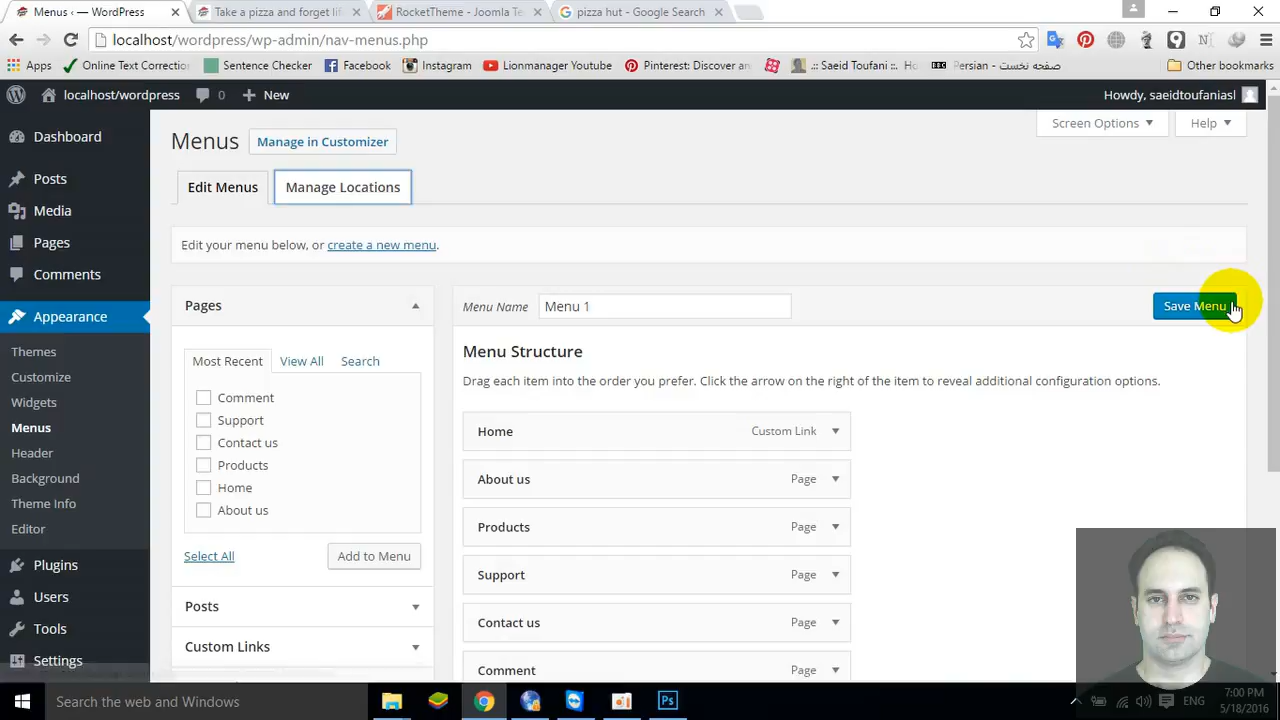 Menus ‹ — WordPress
Take a pizza and forget lif
RocketTheme - Joomla Te
pizza hut - Google Search
localhost/wordpress/wp-admin/nav-menus.php
Apps
Online Text Correctio
Sentence Checker
Facebook
Instagram
Lionmanager Youtube
Pinterest: Discover an
.:: Saeid Toufani ::. Ho
Persian - صفحه نخست
Other bookmarks
localhost/wordpress
0
New
Howdy, saeidtoufaniasl
Dashboard
Posts
Media
Pages
Comments
Appearance
Themes
Customize
Widgets
Menus
Header
Background
Theme Info
Editor
Plugins
Users
Tools
Settings
Menus
Manage in Customizer
Screen Options
Help
Edit Menus
Manage Locations
Edit your menu below, or create a new menu.
Pages
Most Recent
View All
Search
Comment
Support
Contact us
Products
Home
About us
Select All
Add to Menu
Posts
Custom Links
Menu Name
Menu 1
Save Menu
Menu Structure
Drag each item into the order you prefer. Click the arrow on the right of the item to reveal additional configuration options.
Home
Custom Link
About us
Page
Products
Page
Support
Page
Contact us
Page
Comment
Page
Search the web and Windows
Ps
ENG
7:00 PM
5/18/2016